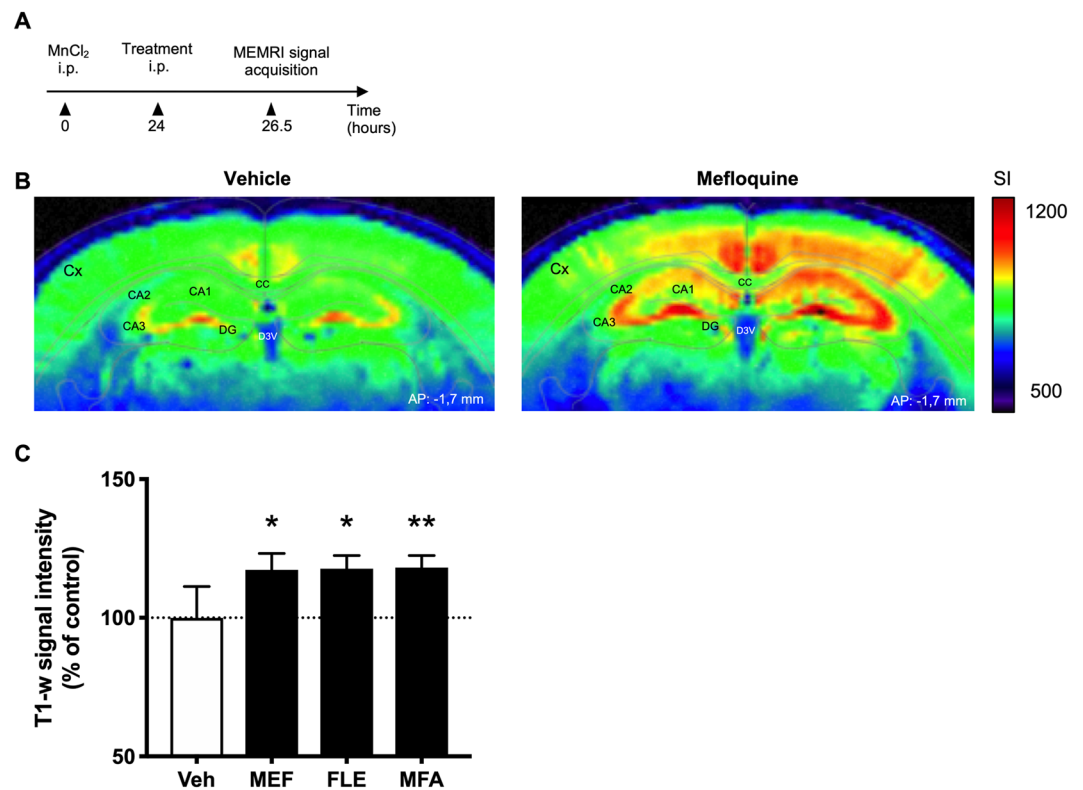 A
MnCl₂
i.p.
Treatment
i.p.
MEMRI signal
acquisition
Time
(hours)
0
24
26.5
B
Vehicle
Mefloquine
SI
Cx
CA2
CA1
CC
CA3
DG
D3V
AP: -1,7 mm
Cx
CA2
CA1
CC
CA3
DG
D3V
AP: -1,7 mm
1200
500
C
T1-w signal intensity
(% of control)
150
100
50
*
*
**
Veh
MEF
FLE
MFA